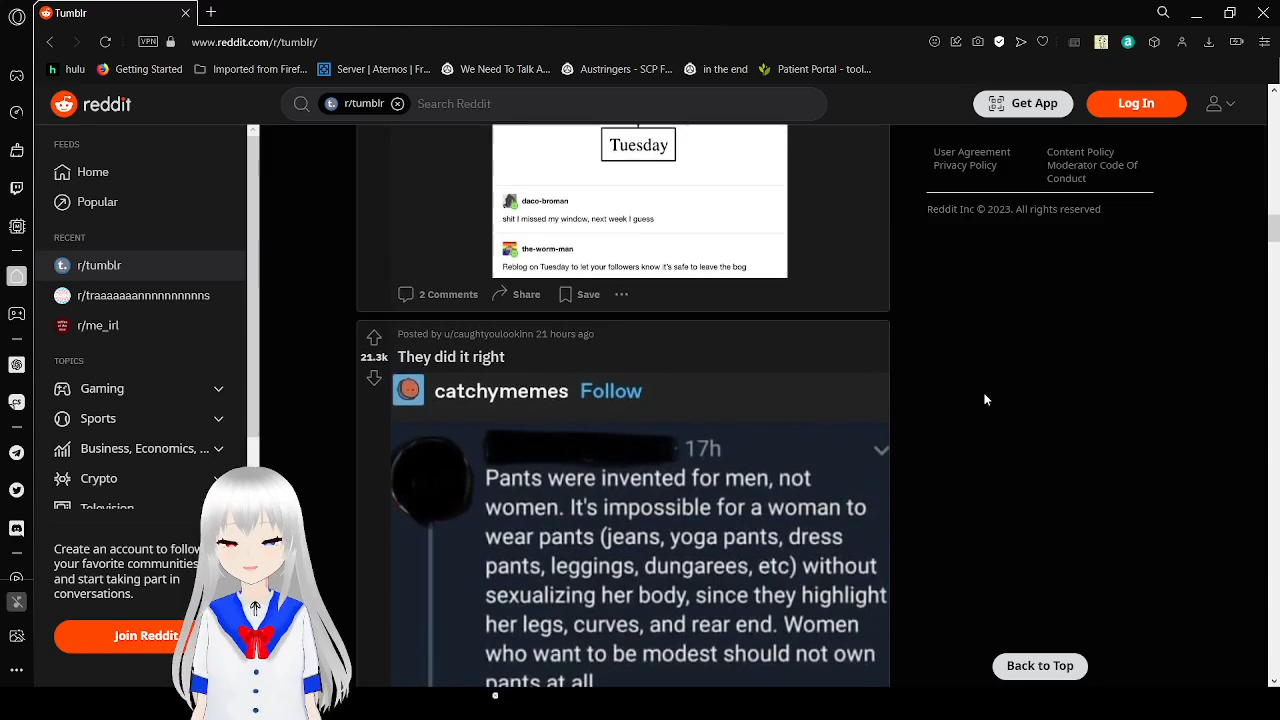 Tumblr
www.reddit.com/r/tumblr/
VPN
hulu
Getting Started
Imported from Firef...
Server | Aternos | Fr...
We Need To Talk A...
Austringers - SCP F...
in the end
Patient Portal - tool...
reddit
r/tumblr
Search Reddit
Get App
Log In
FEEDS
Home
Popular
RECENT
r/tumblr
r/traaaaaaannnnnnnnnns
r/me_irl
TOPICS
Gaming
Sports
Business, Economics, ...
Crypto
Television
Create an account to follow
your favorite communities
and start taking part in
conversations.
Join Reddit
Tuesday
daco-broman
shit I missed my window, next week I guess
the-worm-man
Reblog on Tuesday to let your followers know it's safe to leave the bog
2 Comments
Share
Save
Posted by u/caughtyoulookinn 21 hours ago
21.3k
They did it right
catchymemes Follow
17h
Pants were invented for men, not
women. It's impossible for a woman to
wear pants (jeans, yoga pants, dress
pants, leggings, dungarees, etc) without
sexualizing her body, since they highlight
her legs, curves, and rear end. Women
who want to be modest should not own
pants at all
User Agreement
Privacy Policy
Content Policy
Moderator Code Of
Conduct
Reddit Inc © 2023. All rights reserved
Back to Top